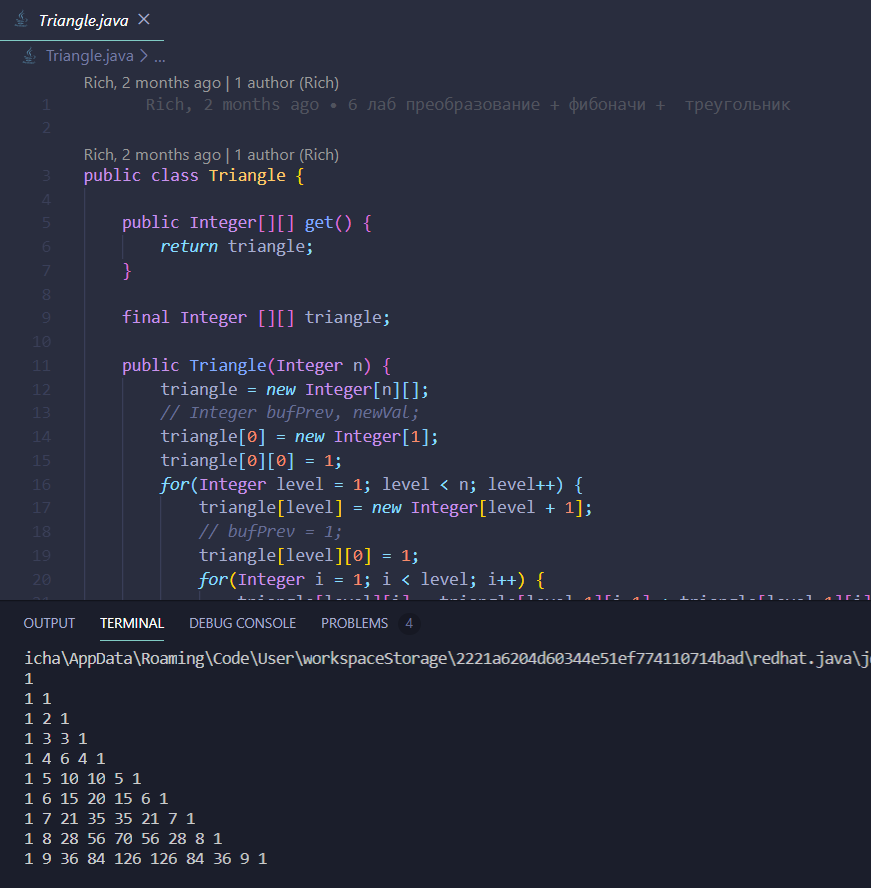 Triangle.java
Triangle.java > ...
Rich, 2 months ago | 1 author (Rich)
1 Rich, 2 months ago • 6 лаб преобразование + фибоначи + треугольник
2
Rich, 2 months ago | 1 author (Rich)
3 public class Triangle {
4
5 public Integer[][] get() {
6 return triangle;
7 }
8
9 final Integer [][] triangle;
10
11 public Triangle(Integer n) {
12 triangle = new Integer[n][];
13 // Integer bufPrev, newVal;
14 triangle[0] = new Integer[1];
15 triangle[0][0] = 1;
16 for(Integer level = 1; level < n; level++) {
17 triangle[level] = new Integer[level + 1];
18 // bufPrev = 1;
19 triangle[level][0] = 1;
20 for(Integer i = 1; i < level; i++) {
OUTPUT TERMINAL DEBUG CONSOLE PROBLEMS 4
icha\AppData\Roaming\Code\User\workspaceStorage\2221a6204d60344e51ef774110714bad\redhat.java\j
1
1 1
1 2 1
1 3 3 1
1 4 6 4 1
1 5 10 10 5 1
1 6 15 20 15 6 1
1 7 21 35 35 21 7 1
1 8 28 56 70 56 28 8 1
1 9 36 84 126 126 84 36 9 1